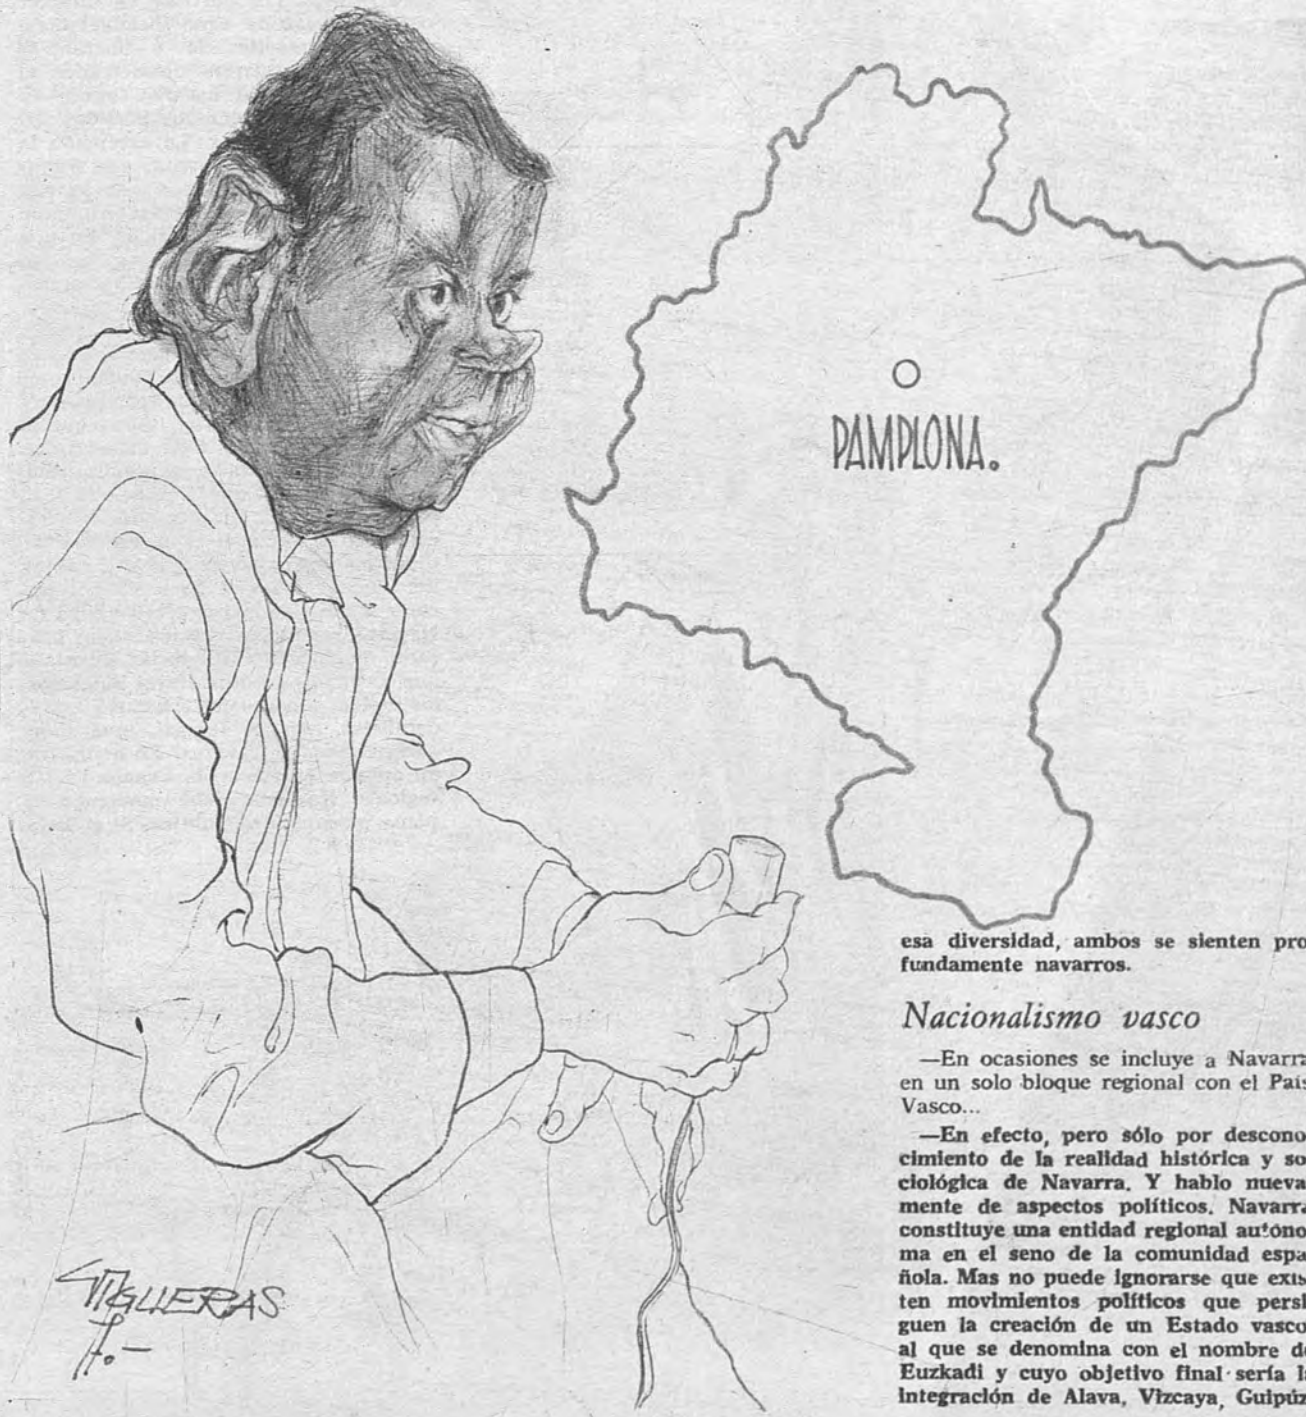 PAMPLONA.
esa diversidad, ambos se sienten pro
fundamente navarros.
Nacionalismo vasco
—En ocasiones se incluye a Navarra
en un solo bloque regional con el País
Vasco...
—En efecto, pero sólo por descono
cimiento de la realidad histórica y so
ciológica de Navarra. Y hablo nueva
mente de aspectos políticos. Navarra
constituye una entidad regional autóno
ma en el seno de la comunidad espa
ñola. Mas no puede ignorarse que exis
ten movimientos políticos que persi
guen la creación de un Estado vasco
al que se denomina con el nombre de
Euzkadi y cuyo objetivo final sería la
integración de Alava, Vizcaya, Guipúz